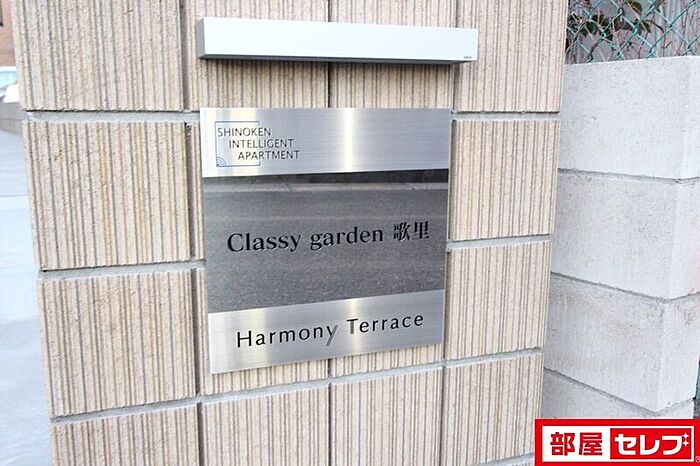 SHINOKEN
INTELLIGENT
APARTMENT
Classy garden 歌里
Harmony Terrace
部屋セレブ